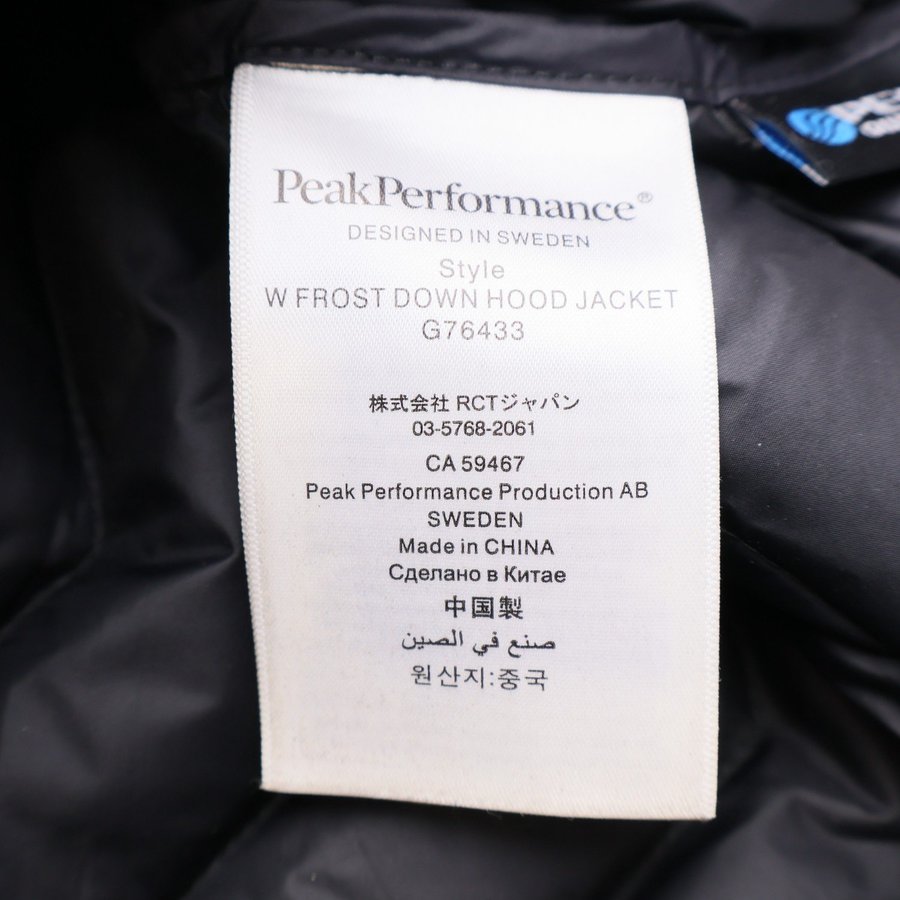 PeakPerformance®
DESIGNED IN SWEDEN
Style
W FROST DOWN HOOD JACKET
G76433
株式会社 RCTジャパン
03-5768-2061
CA 59467
Peak Performance Production AB
SWEDEN
Made in CHINA
Сделано в Китае
中国製
صنع في الصين
원산지:중국